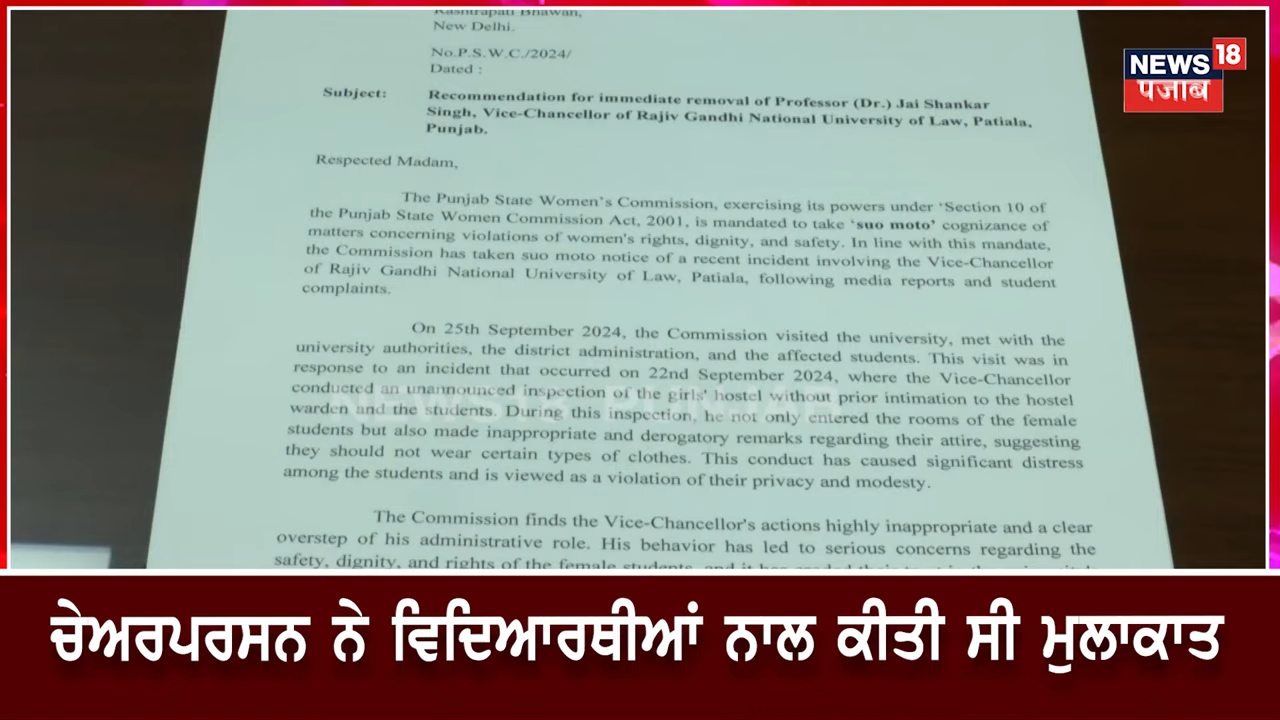 Rashtrapati Bhawan,
New Delhi.
No.P.S.W.C./2024/
Dated :
Subject: Recommendation for immediate removal of Professor (Dr.) Jai Shankar
Singh, Vice-Chancellor of Rajiv Gandhi National University of Law, Patiala,
Punjab.
Respected Madam,
The Punjab State Women's Commission, exercising its powers under 'Section 10 of
the Punjab State Women Commission Act, 2001, is mandated to take 'suo moto' cognizance of
matters concerning violations of women's rights, dignity, and safety. In line with this mandate,
the Commission has taken suo moto notice of a recent incident involving the Vice-Chancellor
of Rajiv Gandhi National University of Law, Patiala, following media reports and student
complaints.
On 25th September 2024, the Commission visited the university, met with the
university authorities, the district administration, and the affected students. This visit was in
response to an incident that occurred on 22nd September 2024, where the Vice-Chancellor
conducted an unannounced inspection of the girls' hostel without prior intimation to the hostel
warden and the students. During this inspection, he not only entered the rooms of the female
students but also made inappropriate and derogatory remarks regarding their attire, suggesting
they should not wear certain types of clothes. This conduct has caused significant distress
among the students and is viewed as a violation of their privacy and modesty.
The Commission finds the Vice-Chancellor's actions highly inappropriate and a clear
overstep of his administrative role. His behavior has led to serious concerns regarding the
safety, dignity, and rights of the female students, and it has
NEWS 18
ਪੰਜਾਬ
NEWS18 PUNJAB
ਚੇਅਰਪਰਸਨ ਨੇ ਵਿਦਿਆਰਥੀਆਂ ਨਾਲ ਕੀਤੀ ਸੀ ਮੁਲਾਕਾਤ